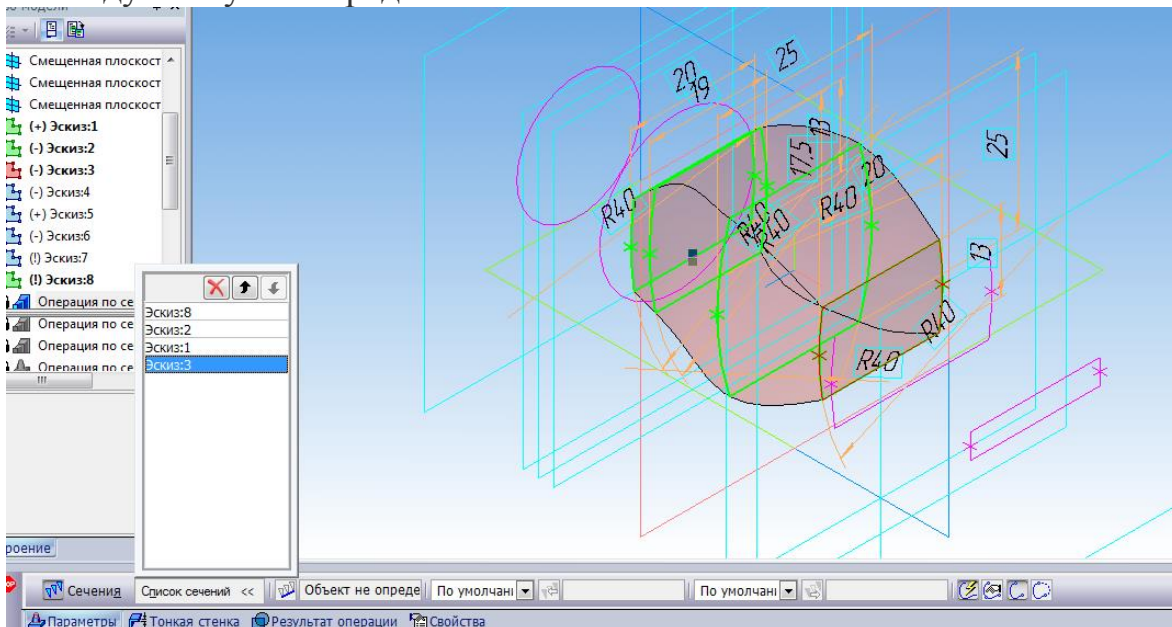 Смещенная плоскост
Смещенная плоскост
Смещенная плоскост
(+) Эскиз:1
(-) Эскиз:2
(-) Эскиз:3
(-) Эскиз:4
(+) Эскиз:5
(-) Эскиз:6
(!) Эскиз:7
(!) Эскиз:8
Операция по се
Операция по се
Операция по се
Операция по се
Эскиз:8
Эскиз:2
Эскиз:1
Эскиз:3
20
19
25
13
17,5
20
25
R40
R40
R40
R40
13
R40
R40
роение
Сечения Список сечений << Объект не опреде По умолчані По умолчані
Параметры Тонкая стенка Результат операции Свойства